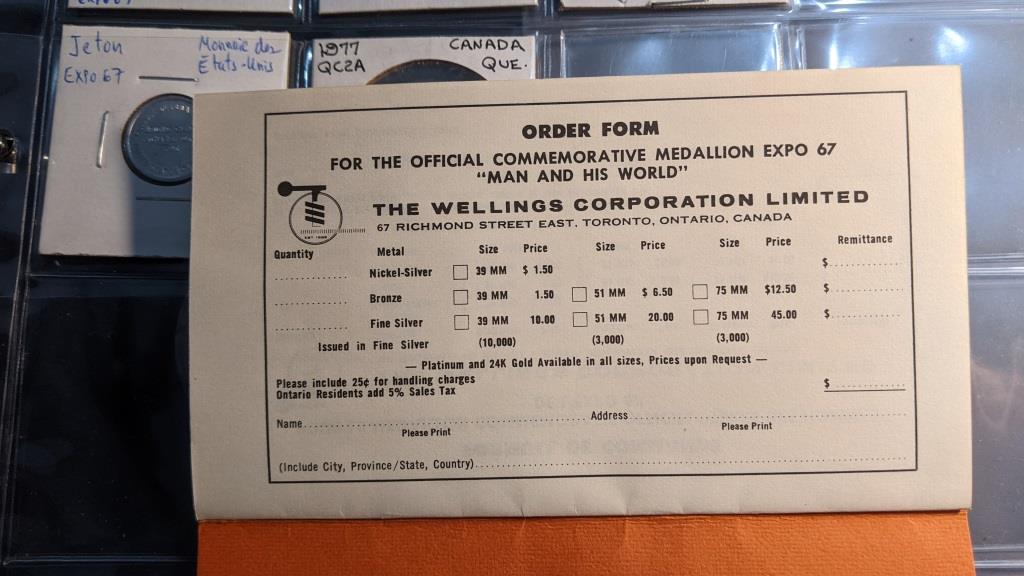 Expo 67
Jeton
Monnaie des
Expo 67
États-Unis
1977
QC2A
CANADA
QUE.
ORDER FORM
FOR THE OFFICIAL COMMEMORATIVE MEDALLION EXPO 67
"MAN AND HIS WORLD"
THE WELLINGS CORPORATION LIMITED
67 RICHMOND STREET EAST, TORONTO, ONTARIO, CANADA
Quantity Metal Size Price Size Price Size Price Remittance
Nickel-Silver 39 MM $ 1.50 $
Bronze 39 MM 1.50 51 MM $ 6.50 75 MM $12.50 $
Fine Silver 39 MM 10.00 51 MM 20.00 75 MM 45.00 $
Issued in Fine Silver (10,000) (3,000) (3,000)
— Platinum and 24K Gold Available in all sizes, Prices upon Request —
Please include 25¢ for handling charges
Ontario Residents add 5% Sales Tax $
Name Address
Please Print Please Print
(Include City, Province/State, Country)